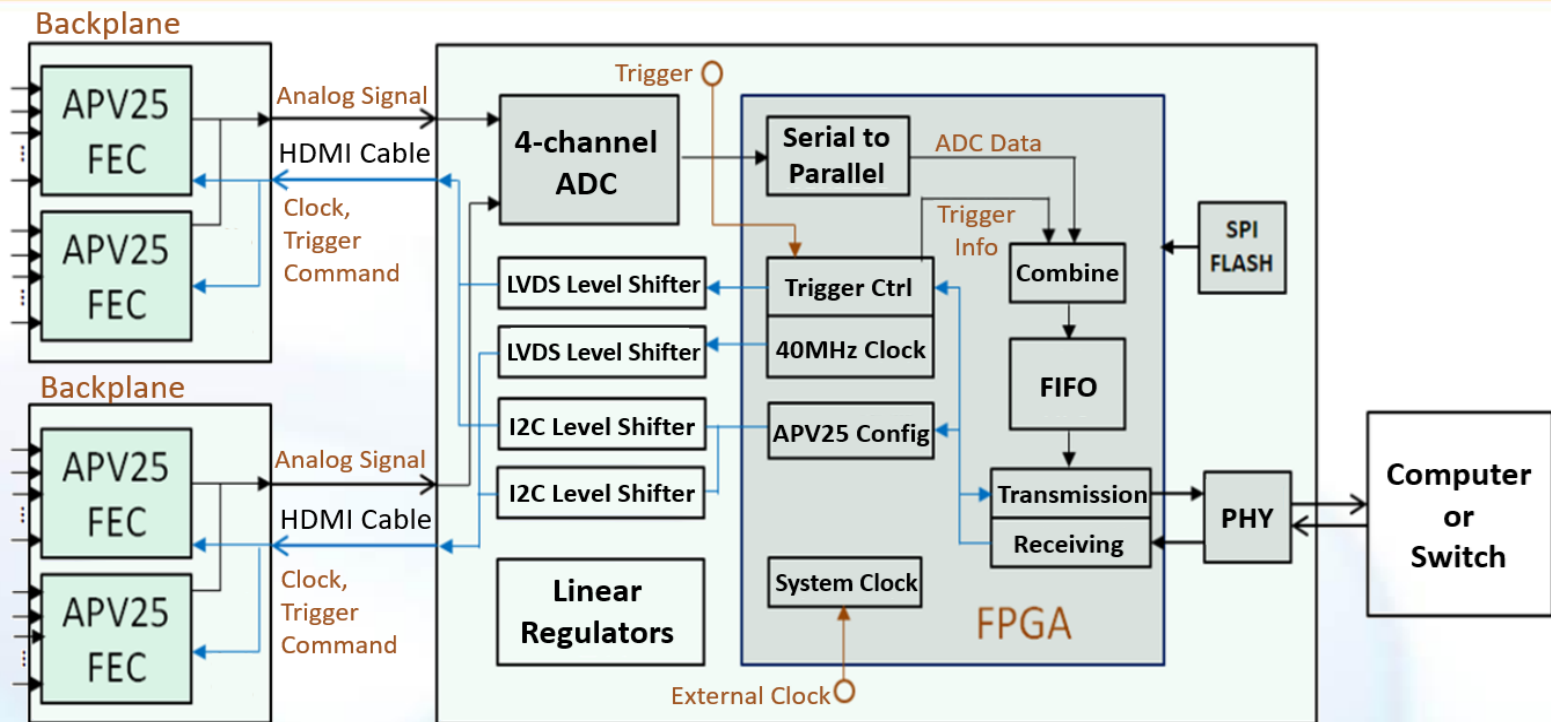 Backplane
APV25
FEC
APV25
FEC
Analog Signal
HDMI Cable
Clock,
Trigger
Command
Backplane
APV25
FEC
APV25
FEC
Analog Signal
HDMI Cable
Clock,
Trigger
Command
Trigger
4-channel
ADC
LVDS Level Shifter
LVDS Level Shifter
I2C Level Shifter
I2C Level Shifter
Linear
Regulators
Serial to
Parallel
ADC Data
Trigger
Info
Trigger Ctrl
40MHz Clock
APV25 Config
Combine
FIFO
Transmission
Receiving
System Clock
FPGA
External Clock
SPI
FLASH
PHY
Computer
or
Switch